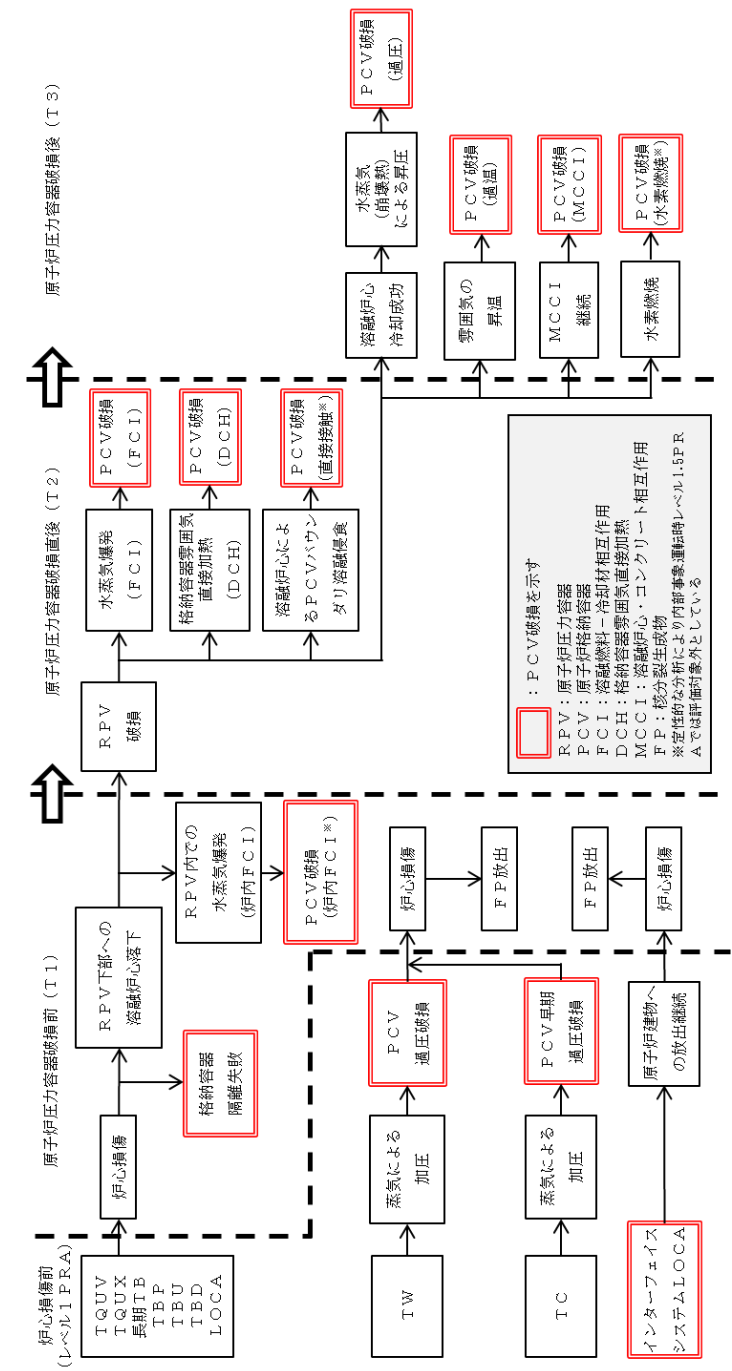 炉心損傷前
(レベル1PRA)
原子炉圧力容器破損前(T1)
原子炉圧力容器破損直後(T2)
原子炉圧力容器破損後(T3)
TQUV
TQUX
長期TB
TBP
TBU
TBD
LOCA
炉心損傷
格納容器
隔離失敗
RPV下部への
溶融炉心落下
RPV内での
水蒸気爆発
(炉内FCI)
PCV破損
(炉内FCI※)
RPV
破損
水蒸気爆発
(FCI)
PCV破損
(FCI)
格納容器雰囲気
直接加熱
(DCH)
PCV破損
(DCH)
溶融炉心によ
るPCVバウン
ダリ溶融侵食
PCV破損
(直接接触※)
溶融炉心
冷却成功
水蒸気
(崩壊熱)
による昇圧
PCV破損
(過圧)
雰囲気の
昇温
PCV破損
(過温)
MCCI
継続
PCV破損
(MCCI)
水素燃焼
PCV破損
(水素燃焼※)
TW
蒸気による
加圧
PCV
過圧破損
炉心損傷
FP放出
TC
蒸気による
加圧
PCV早期
過圧破損
インターフェイス
システムLOCA
原子炉建物へ
の放出継続
炉心損傷
FP放出
:PCV破損を示す
RPV:原子炉圧力容器
PCV:原子炉格納容器
FCI:溶融燃料-冷却材相互作用
DCH:格納容器雰囲気直接加熱
MCCI:溶融炉心・コンクリート相互作用
FP:核分裂生成物
※定性的な分析により内部事象運転時レベル1.5PR
Aでは評価対象外としている